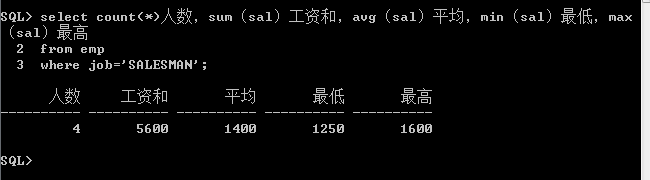 SQL> select count(*)人数，sum（sal）工资和，avg（sal）平均，min（sal）最低，max
（sal）最高
2 from emp
3 where job='SALESMAN';
人数 工资和 平均 最低 最高
---------- ---------- ---------- ---------- ----------
4 5600 1400 1250 1600
SQL>